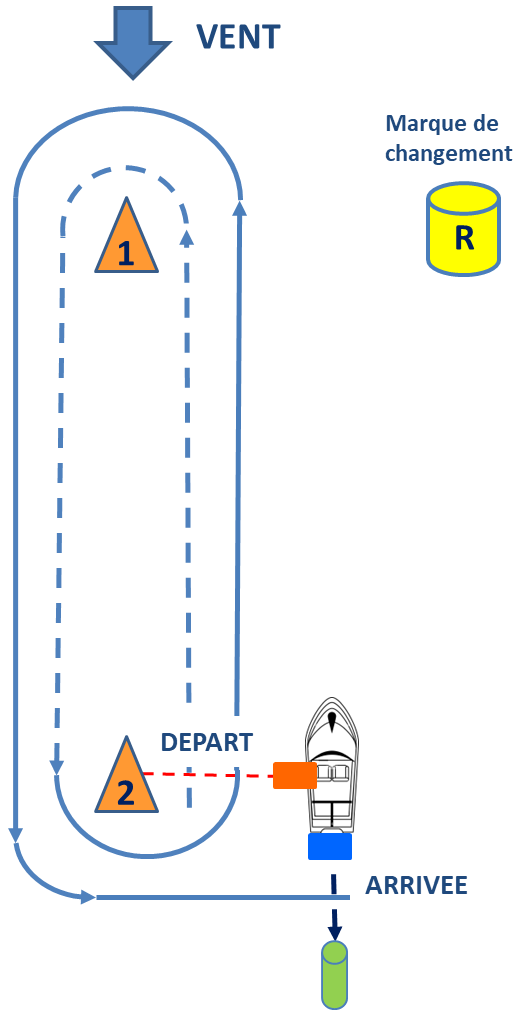 VENT
Marque de
changement
1
R
DEPART
2
ARRIVEE